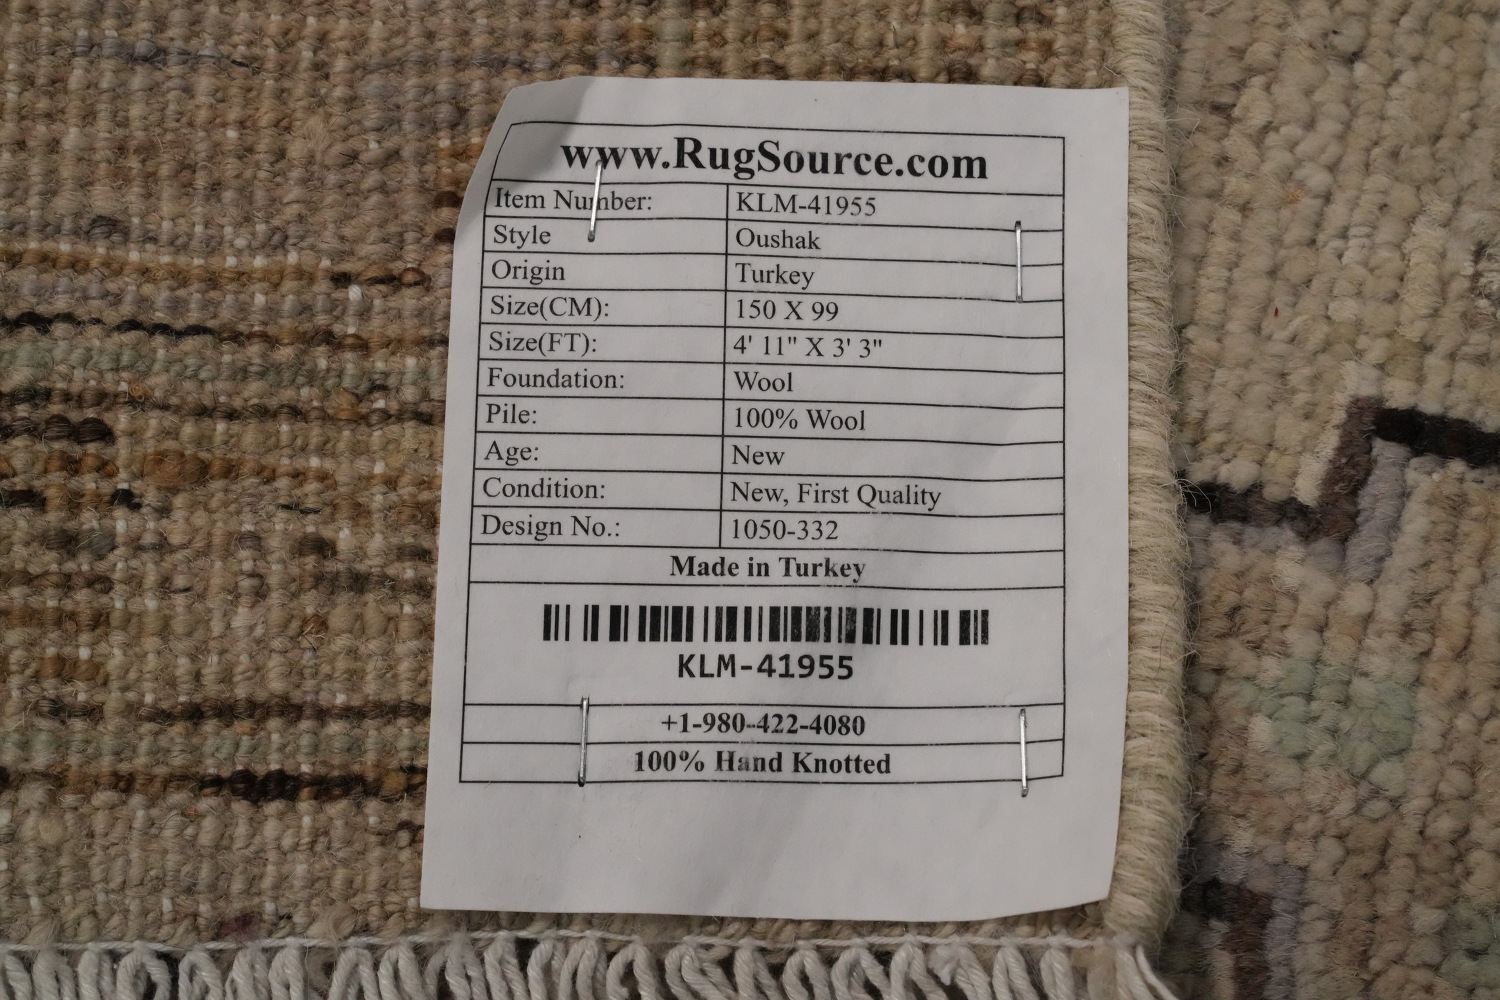 www.RugSource.com
Item Number: KLM-41955
Style Oushak
Origin Turkey
Size(CM): 150 X 99
Size(FT): 4' 11" X 3' 3"
Foundation: Wool
Pile: 100% Wool
Age: New
Condition: New, First Quality
Design No.: 1050-332
Made in Turkey
KLM-41955
+1-980-422-4080
100% Hand Knotted